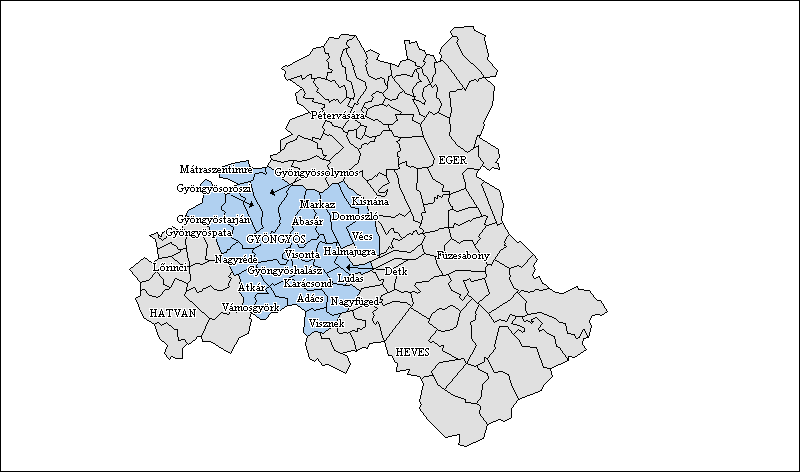 Pétervására
EGER
Mátraszentimre
Gyöngyössolymos
Gyöngyösoroszi
Markaz
Kisnána
Domoszló
Gyöngyöstarján
Abasár
Gyöngyöspata
GYÖNGYÖS
Vécs
Visonta
Halmajugra
Füzesabony
Nagyréde
Lőrinci
Gyöngyöshalász
Detk
Ludas
Karácsond
Atkár
Adács
Nagyfüged
Vámosgyörk
HATVAN
Visznek
HEVES